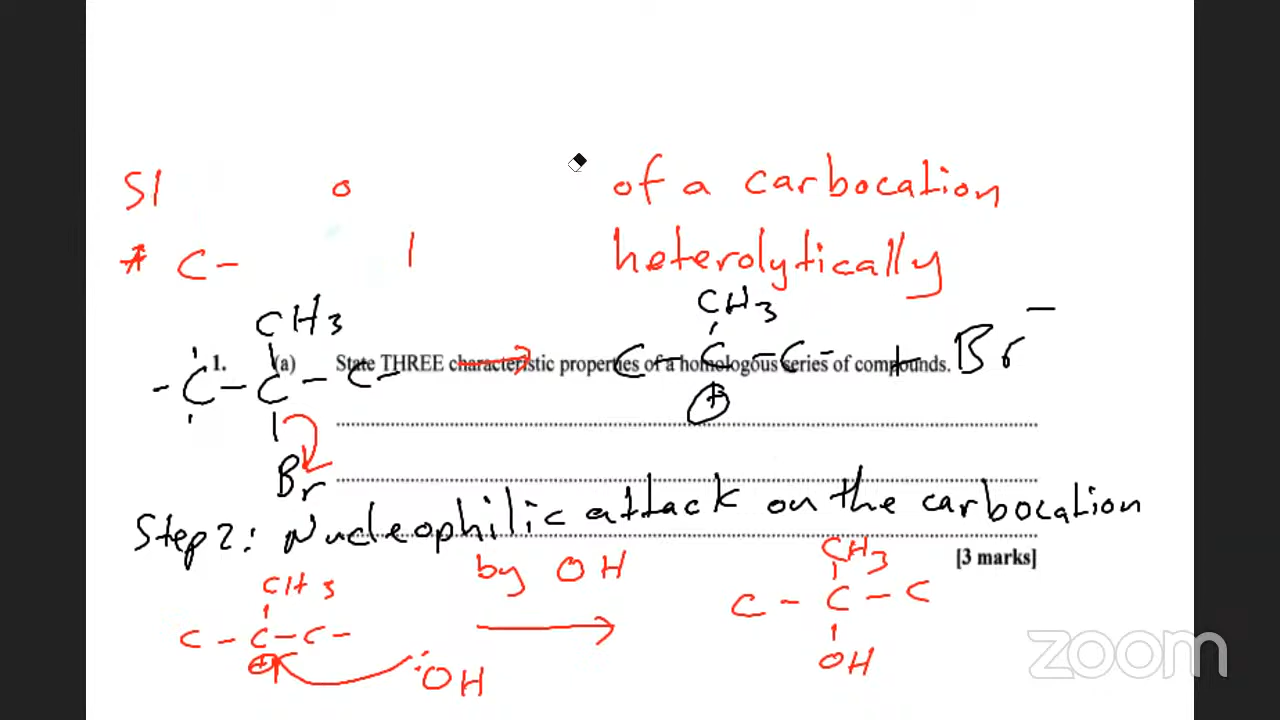 S1 o of a carbocation
* C - l heterolytically
CH3 CH3
1. (a) State THREE characteristic properties of a homologous series of compounds.
- C - C - C - → C - C - C - + Br-
+
Br
Step 2: Nucleophilic attack on the carbocation
[3 marks]
by OH
CH3 CH3
C - C - C - → C - C - C
+ :OH OH
zoom